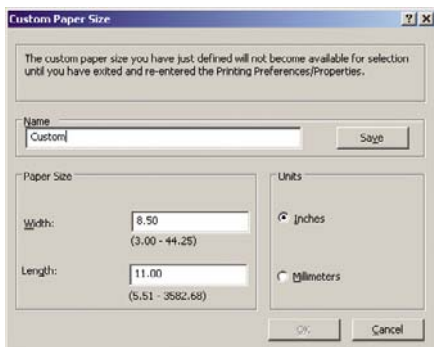 Custom Paper Size
The custom paper size you have just defined will not become available for selection
until you have exited and re-entered the Printing Preferences/Properties.
Name
Custom
Save
Paper Size
Width:
8.50
(3.00 - 44.25)
Length:
11.00
(5.51 - 3582.68)
Units
Inches
Milimeters
OK
Cancel